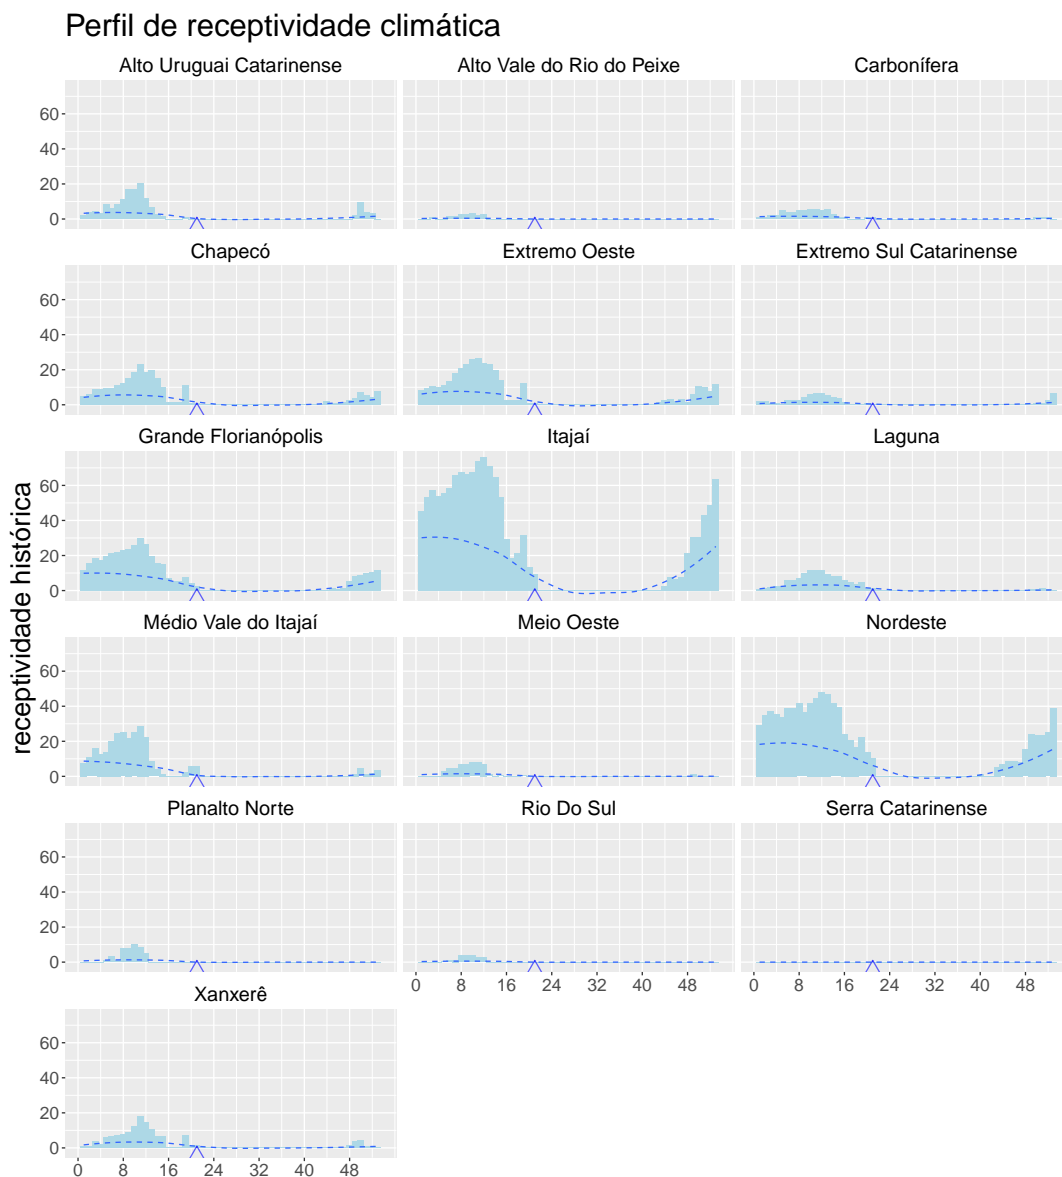 Perfil de receptividade climática
Alto Uruguai Catarinense
Alto Vale do Rio do Peixe
Carbonífera
60
40
20
0
Chapecó
Extremo Oeste
Extremo Sul Catarinense
60
40
20
0
Grande Florianópolis
Itajaí
Laguna
60
40
20
0
receptividade histórica
Médio Vale do Itajaí
Meio Oeste
Nordeste
60
40
20
0
Planalto Norte
Rio Do Sul
Serra Catarinense
60
40
20
0
0 8 16 24 32 40 48
0 8 16 24 32 40 48
Xanxerê
60
40
20
0
0 8 16 24 32 40 48